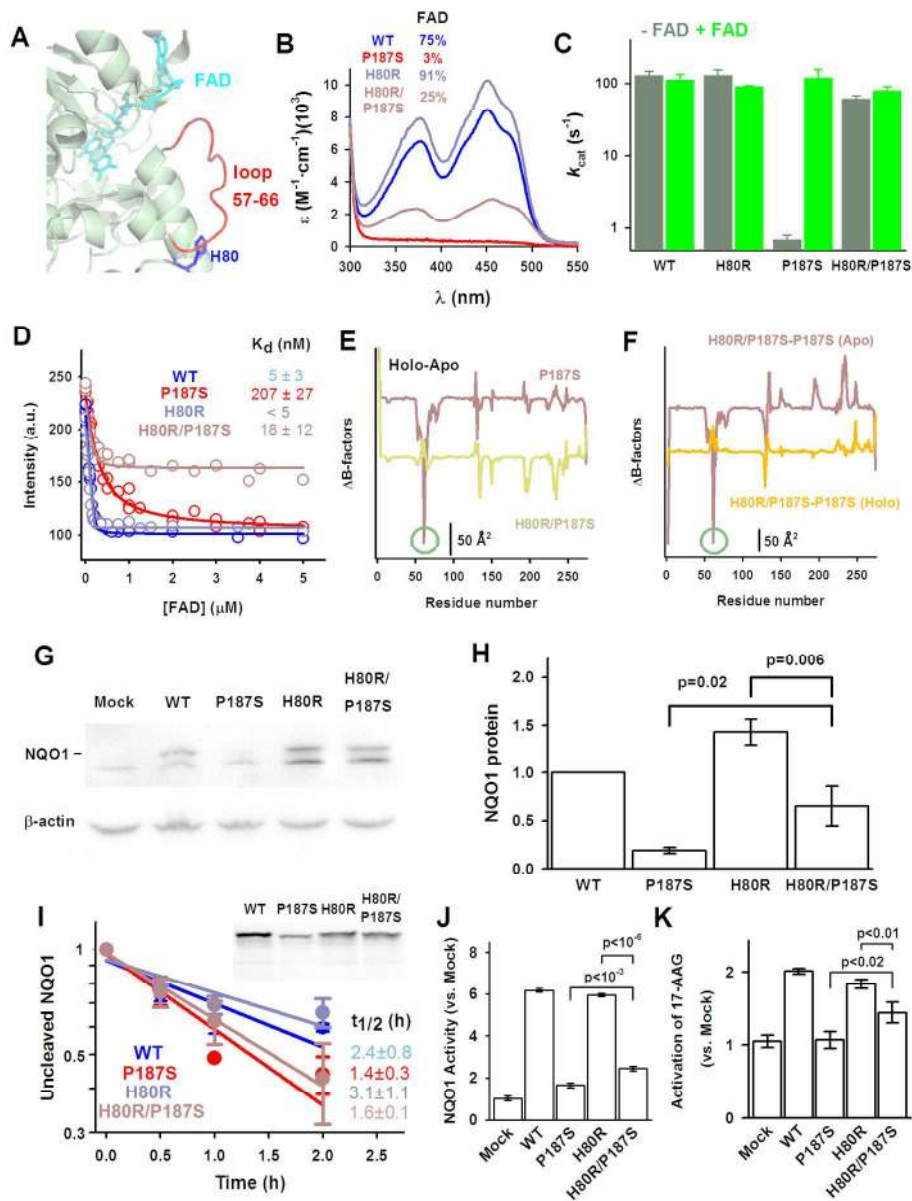 A
FAD
loop
57-66
H80
B
FAD
WT 75%
P187S 3%
H80R 91%
H80R/
P187S 25%
ε (M⁻¹·cm⁻¹)(10³)
10
8
6
4
2
0
300 350 400 450 500 550
λ (nm)
C
- FAD + FAD
kcat (s⁻¹)
100
10
1
WT H80R P187S H80R/P187S
D
Kd (nM)
WT 5 ± 3
P187S 207 ± 27
H80R < 5
H80R/P187S 18 ± 12
Intensity (a.u.)
250
200
150
100
0 1 2 3 4 5
[FAD] (μM)
E
Holo-Apo
P187S
H80R/P187S
ΔB-factors
50 Å²
0 50 100 150 200 250
Residue number
F
H80R/P187S-P187S (Apo)
H80R/P187S-P187S (Holo)
ΔB-factors
50 Å²
0 50 100 150 200 250
Residue number
G
Mock WT P187S H80R H80R/
P187S
NQO1 –
β-actin
H
p=0.006
p=0.02
NQO1 protein
2.0
1.5
1.0
0.5
0.0
WT P187S H80R H80R/P187S
I
WT P187S H80R H80R/
P187S
Uncleaved NQO1
1
0.5
0.3
t1/2 (h)
WT 2.4±0.8
P187S 1.4±0.3
H80R 3.1±1.1
H80R/P187S 1.6±0.1
0.0 0.5 1.0 1.5 2.0
Time (h)
J
p<10⁻⁶
p<10⁻³
NQO1 Activity (vs. Mock)
8
6
4
2
0
Mock WT P187S H80R H80R/P187S
K
p<0.01
p<0.02
Activation of 17-AAG
(vs. Mock)
2
1
0
Mock WT P187S H80R H80R/P187S